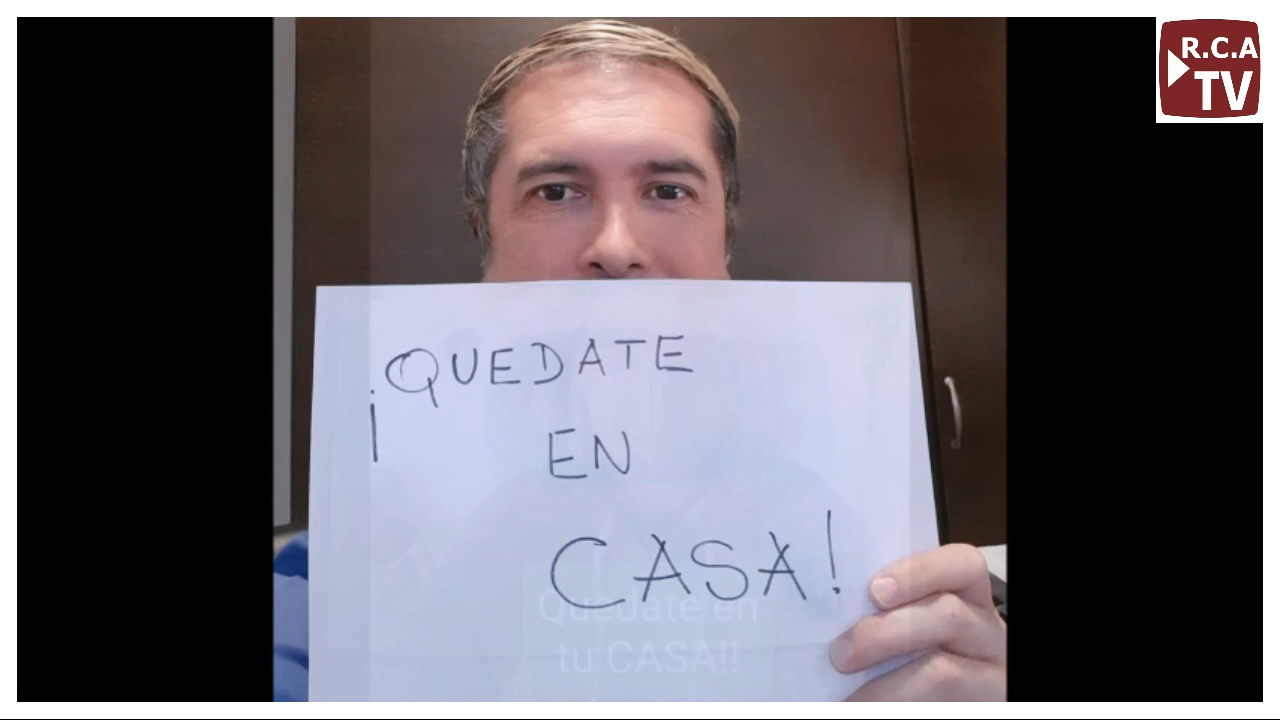 R.C.A
TV
¡QUEDATE
EN
CASA!
Quedate en
tu CASA!!